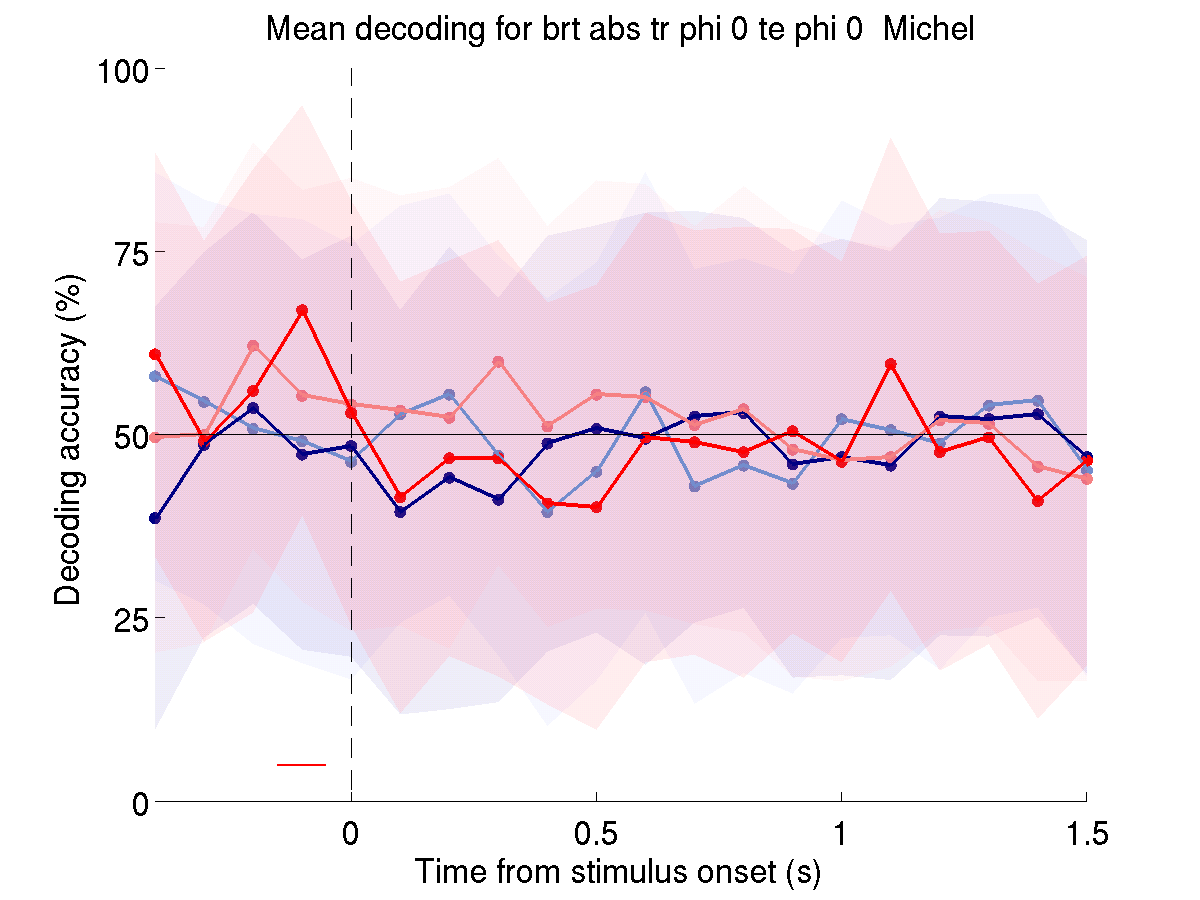 Mean decoding for brt abs tr phi 0 te phi 0  Michel
100
75
50
25
0
Decoding accuracy (%)
0 0.5 1 1.5
Time from stimulus onset (s)